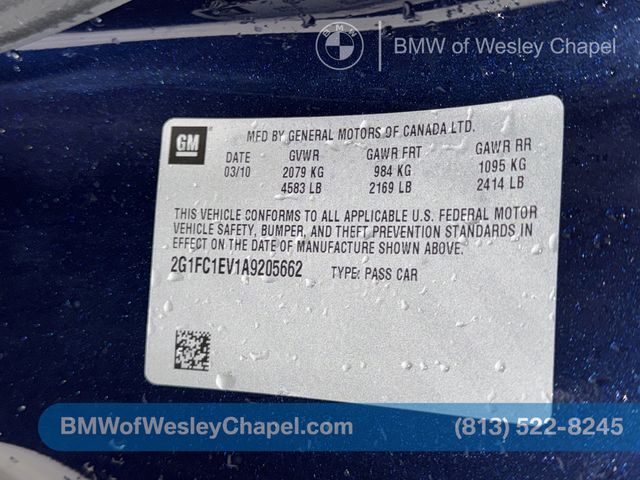 BMW of Wesley Chapel
GM
MFD BY GENERAL MOTORS OF CANADA LTD.
DATE GVWR GAWR FRT GAWR RR
03/10 2079 KG 984 KG 1095 KG
4583 LB 2169 LB 2414 LB
THIS VEHICLE CONFORMS TO ALL APPLICABLE U.S. FEDERAL MOTOR
VEHICLE SAFETY, BUMPER, AND THEFT PREVENTION STANDARDS IN
EFFECT ON THE DATE OF MANUFACTURE SHOWN ABOVE.
2G1FC1EV1A9205662 TYPE: PASS CAR
BMWofWesleyChapel.com (813) 522-8245